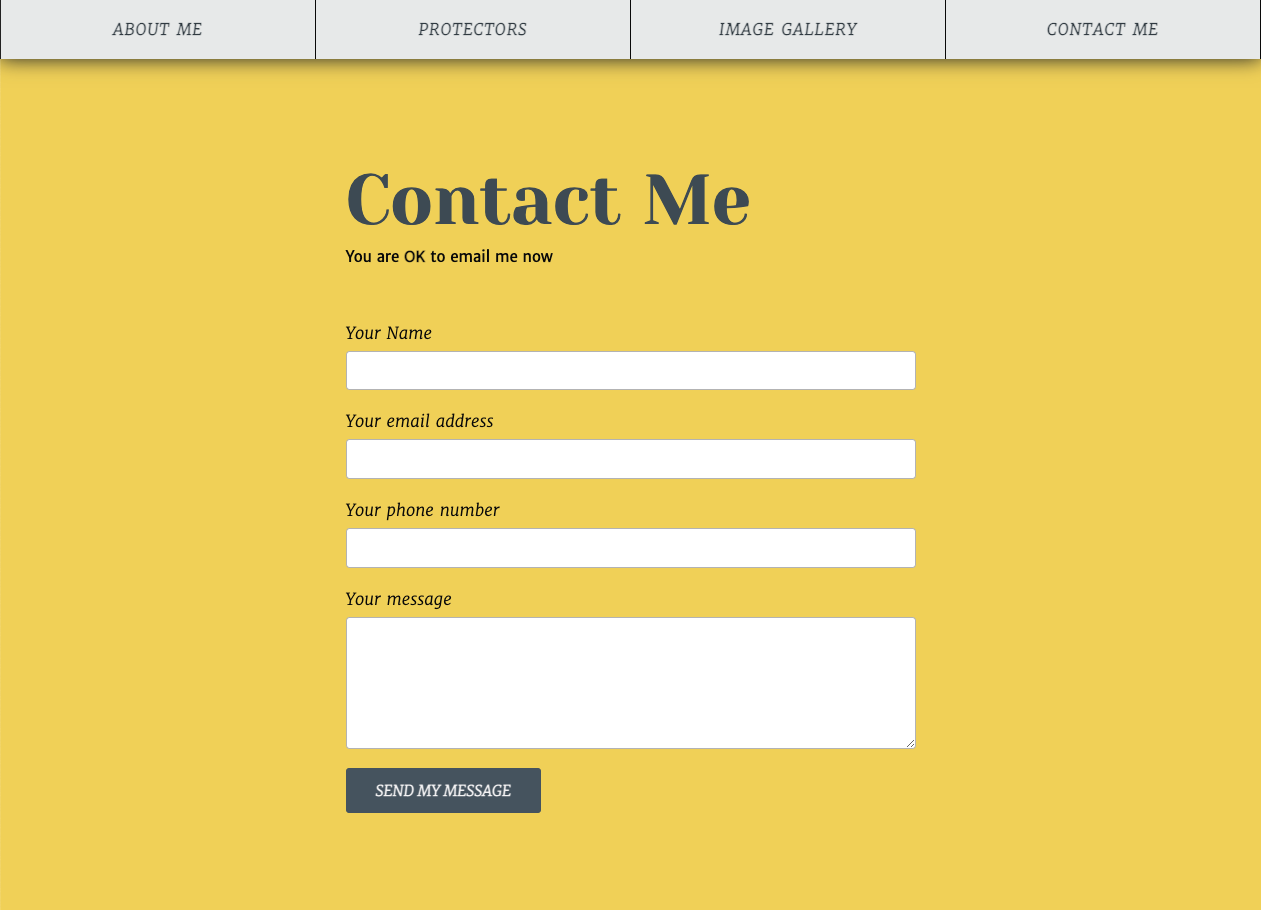 ABOUT ME
PROTECTORS
IMAGE GALLERY
CONTACT ME
Contact Me
You are OK to email me now
Your Name
Your email address
Your phone number
Your message
SEND MY MESSAGE